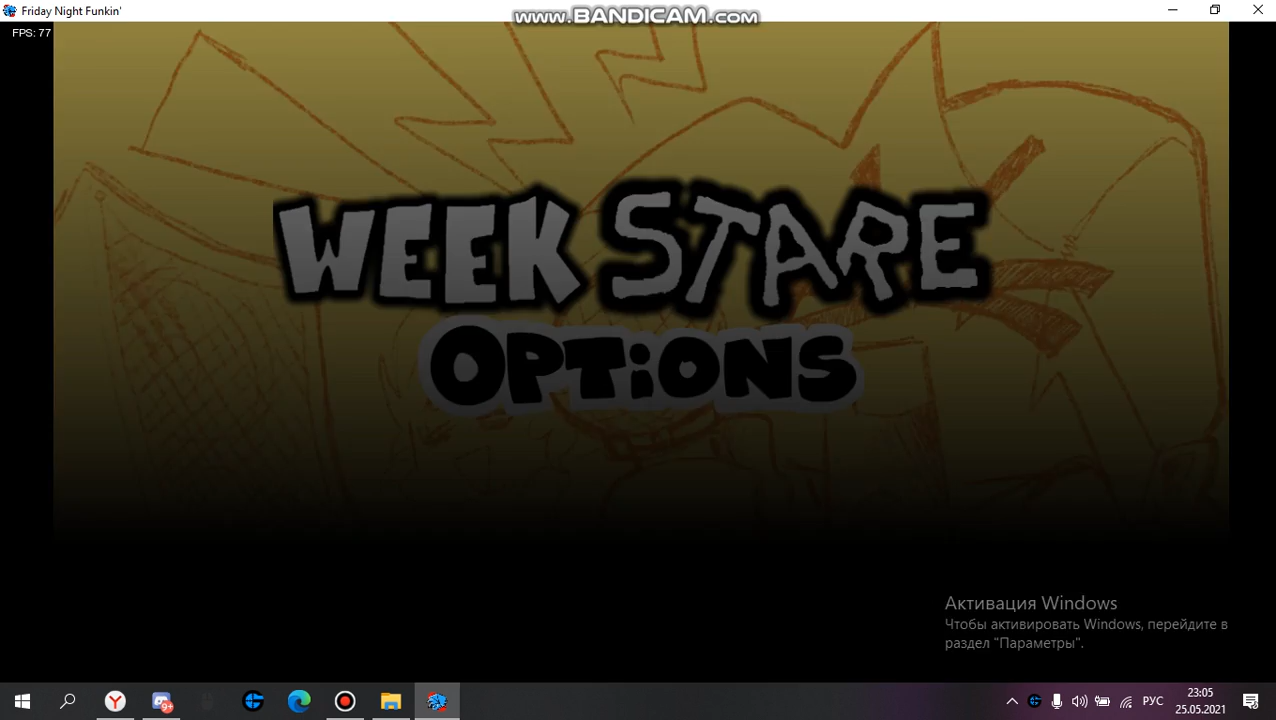 Friday Night Funkin'
www.BANDICAM.com
FPS: 77
WEEK STARE
OPTiONS
Активация Windows
Чтобы активировать Windows, перейдите в
раздел "Параметры".
9+
РУС
23:05
25.05.2021